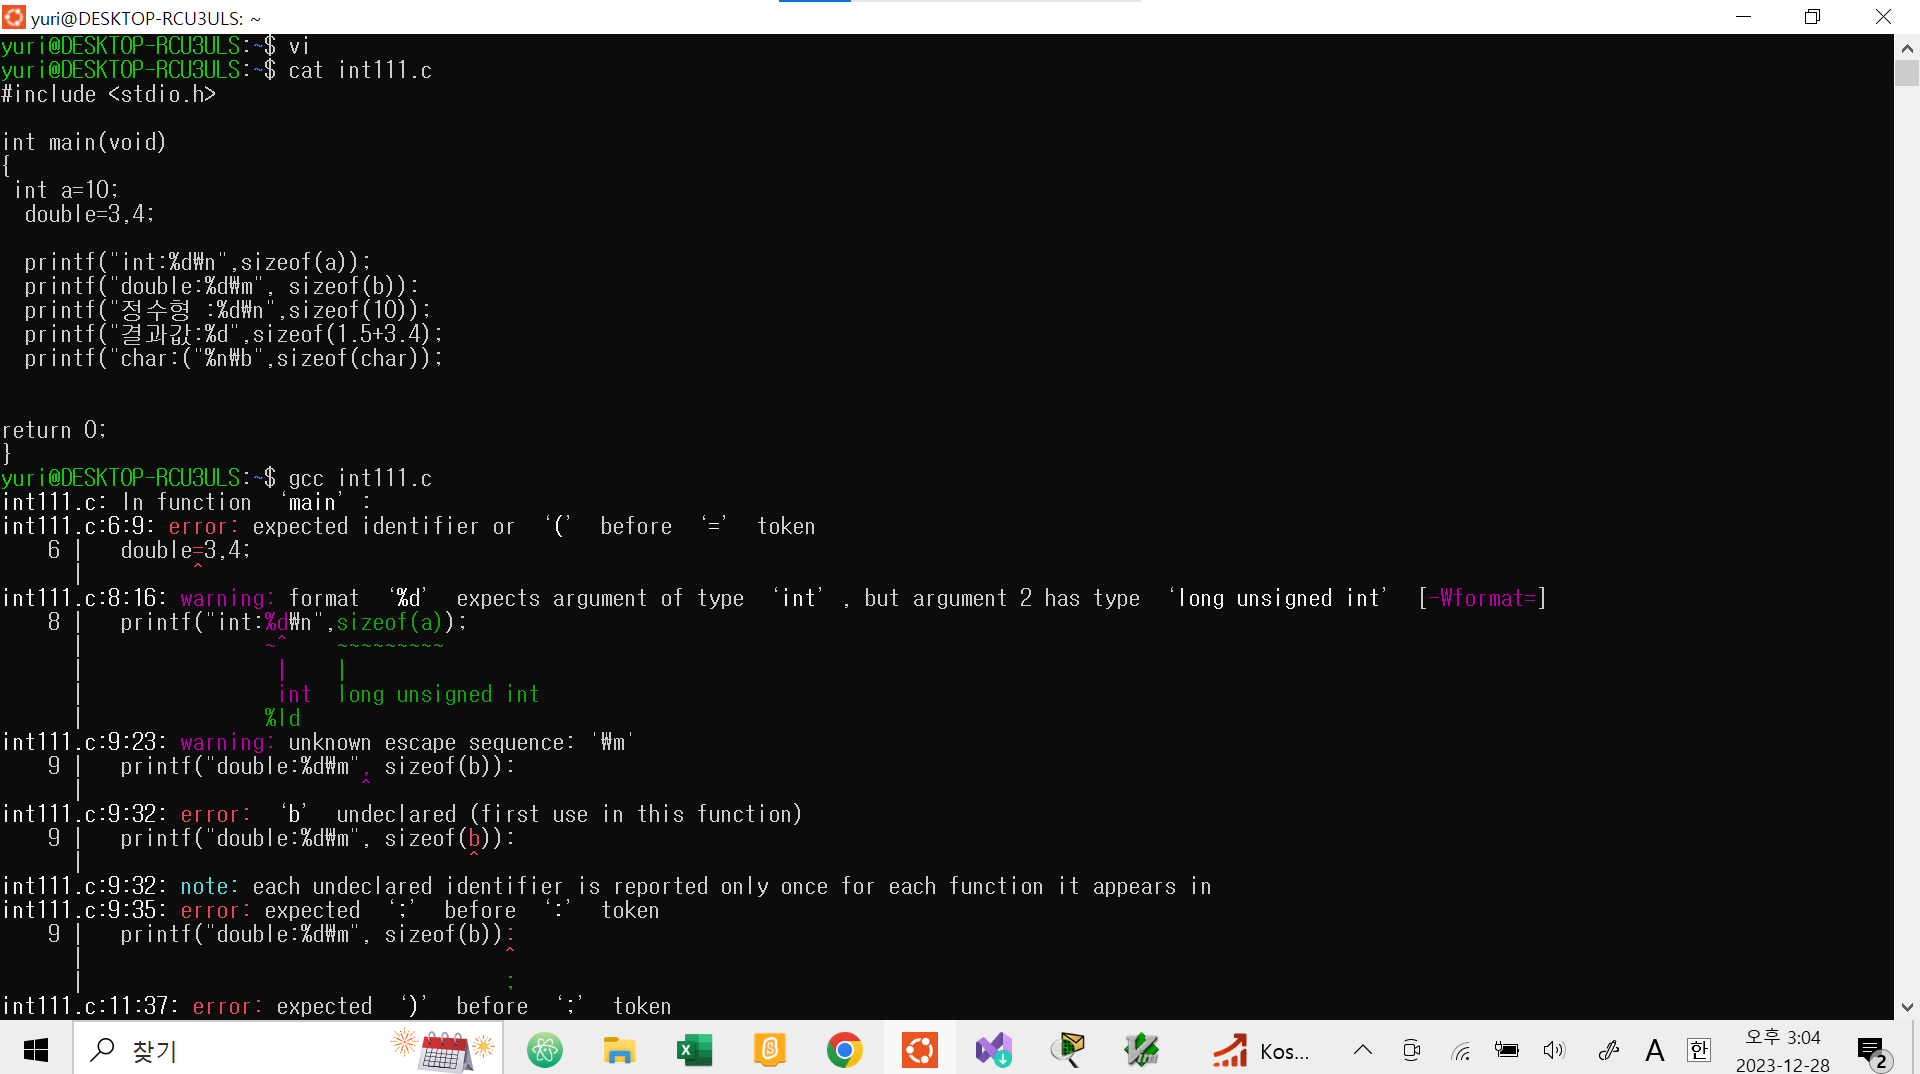 yuri@DESKTOP-RCU3ULS: ~
yuri@DESKTOP-RCU3ULS:~$ vi
yuri@DESKTOP-RCU3ULS:~$ cat int111.c
#include <stdio.h>
int main(void)
{
 int a=10;
  double=3,4;
  printf("int:%d₩n",sizeof(a));
  printf("double:%d₩m", sizeof(b)):
  printf("정수형 :%d₩n",sizeof(10));
  printf("결과값:%d",sizeof(1.5+3.4);
  printf("char:("%n₩b",sizeof(char));
return 0;
}
yuri@DESKTOP-RCU3ULS:~$ gcc int111.c
int111.c: In function ‘main’ :
int111.c:6:9: error: expected identifier or ‘(’ before ‘=’ token
    6 |   double=3,4;
      |         ^
int111.c:8:16: warning: format ‘%d’ expects argument of type ‘int’ , but argument 2 has type ‘long unsigned int’ [-₩format=]
    8 |   printf("int:%d₩n",sizeof(a));
      |               ~^    ~~~~~~~~~
      |                |    |
      |                int  long unsigned int
      |               %ld
int111.c:9:23: warning: unknown escape sequence: '₩m'
    9 |   printf("double:%d₩m", sizeof(b)):
      |                       ^
int111.c:9:32: error: ‘b’ undeclared (first use in this function)
    9 |   printf("double:%d₩m", sizeof(b)):
      |                                ^
int111.c:9:32: note: each undeclared identifier is reported only once for each function it appears in
int111.c:9:35: error: expected ‘;’ before ‘:’ token
    9 |   printf("double:%d₩m", sizeof(b)):
      |                                   ^
      |                                   ;
int111.c:11:37: error: expected ‘)’ before ‘;’ token
찾기
Kos...
A
한
오후 3:04
2023-12-28
2